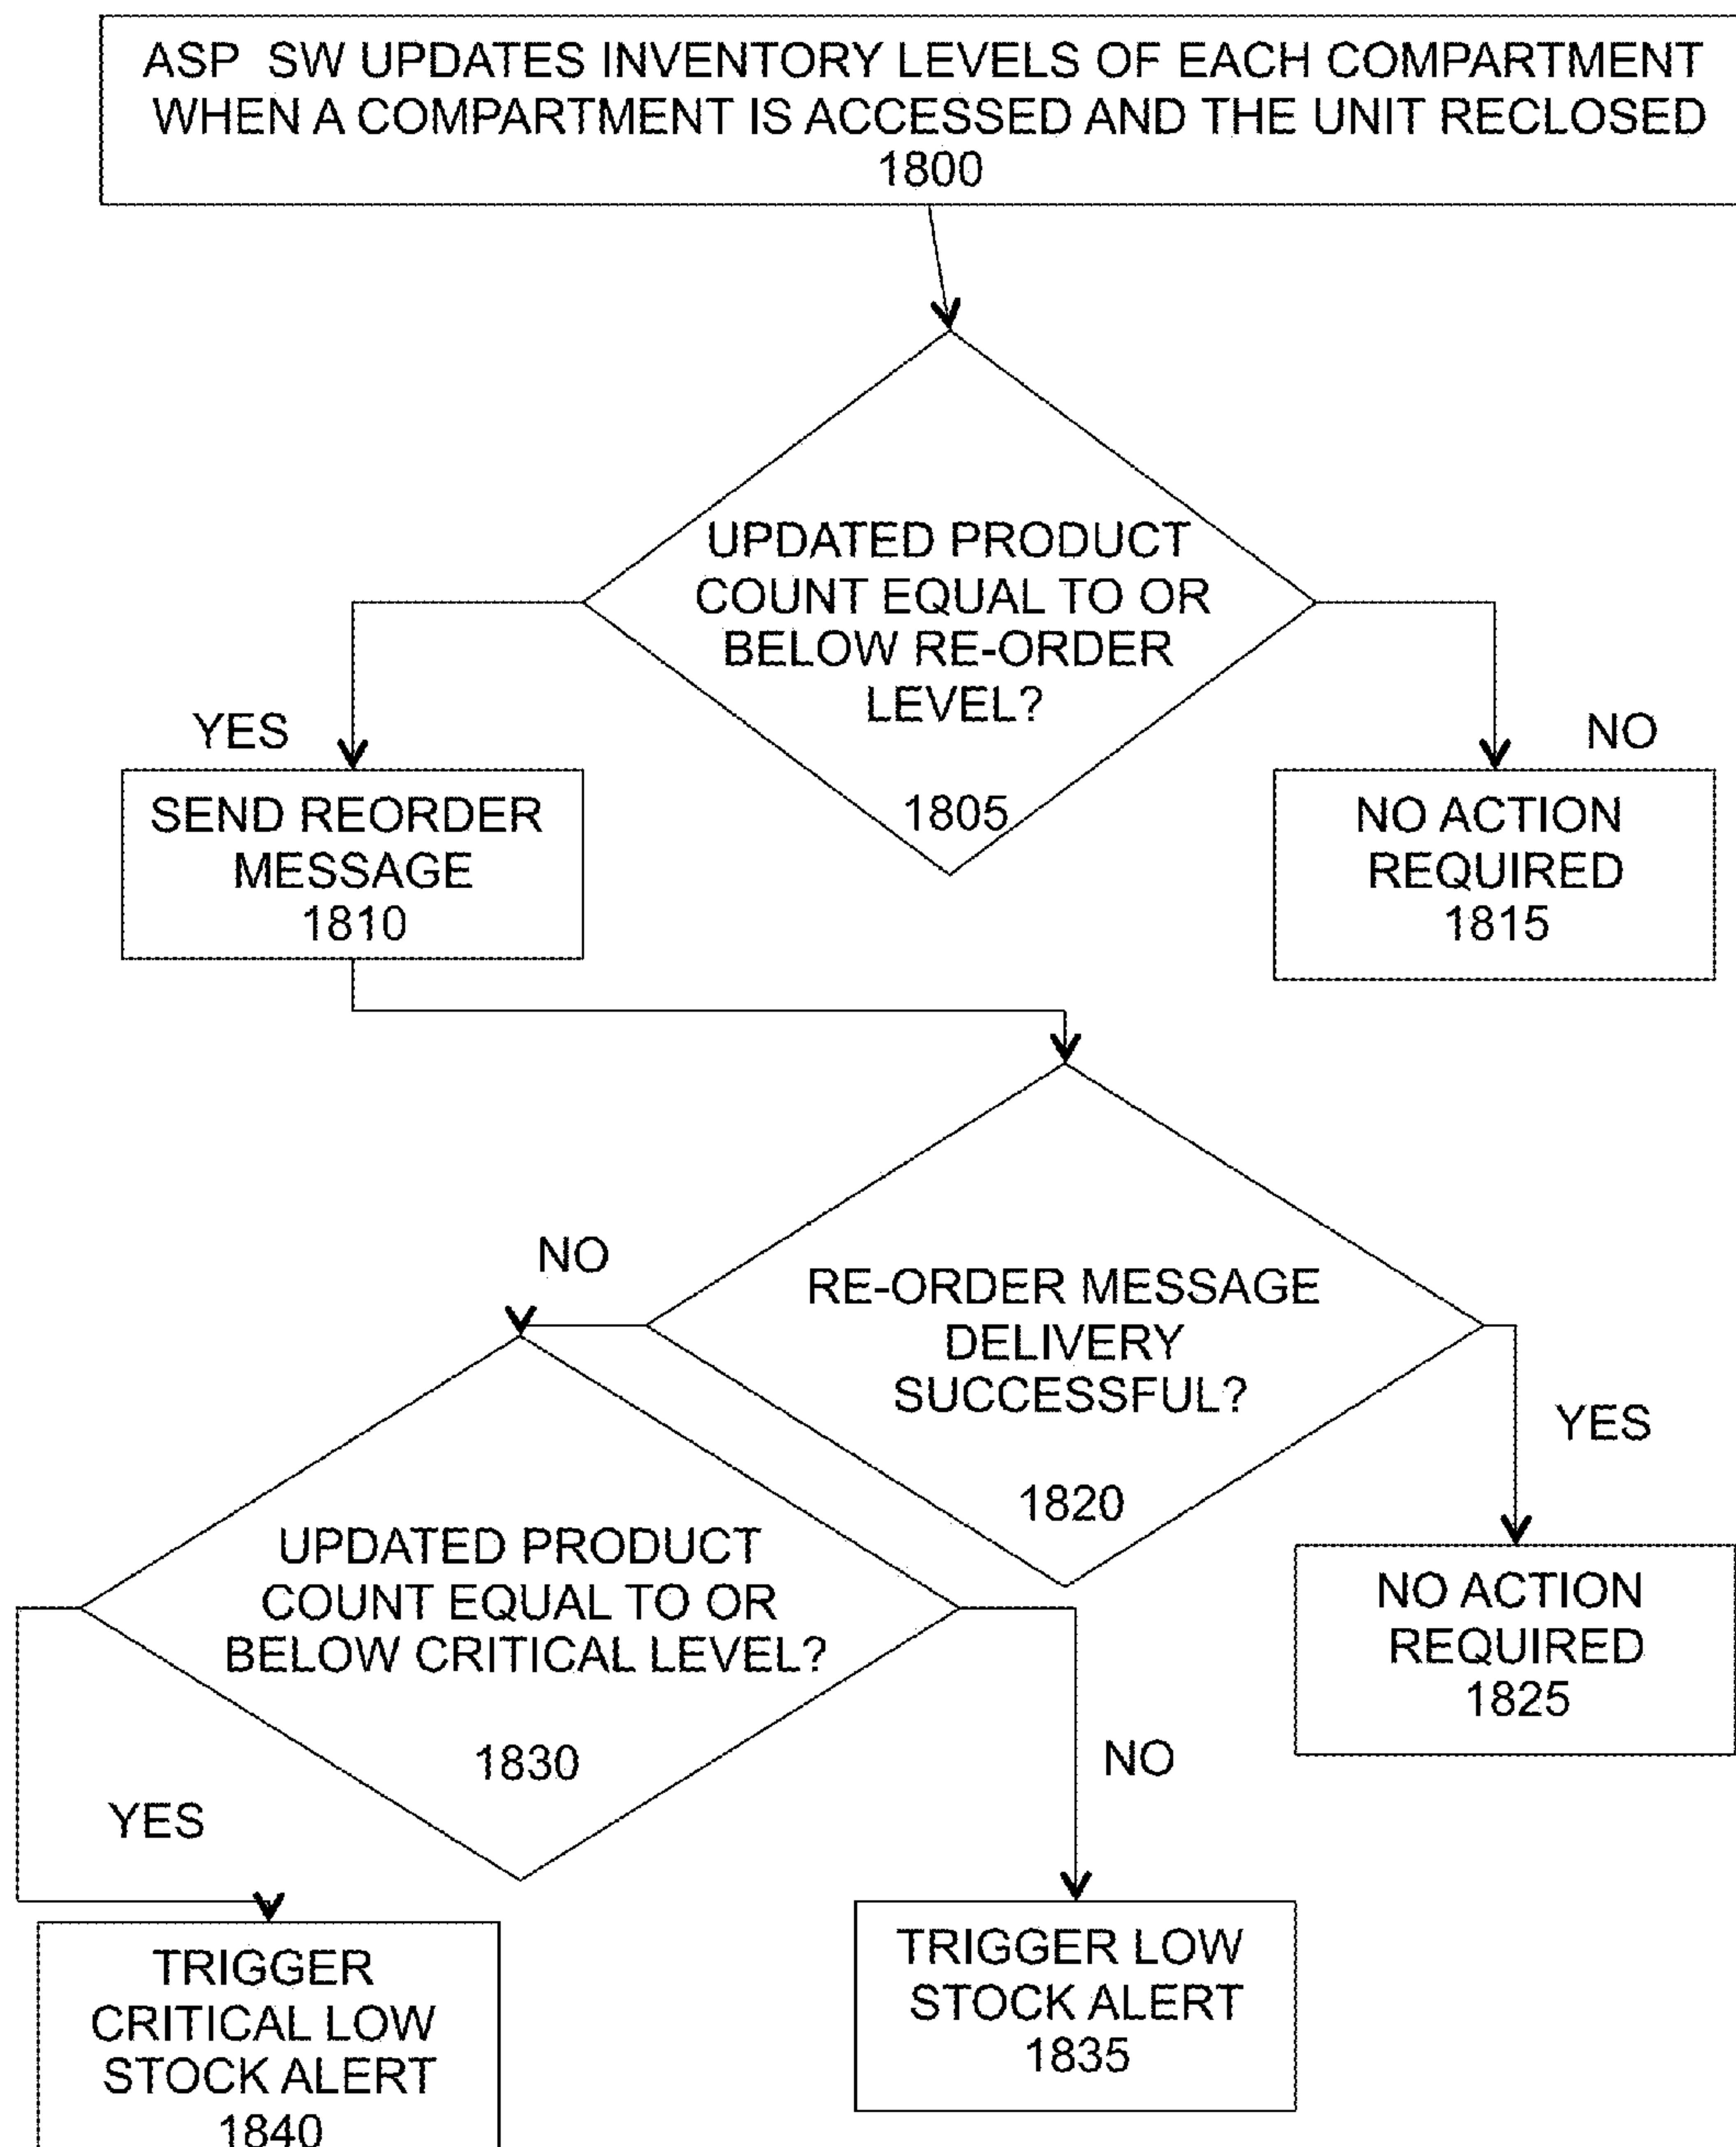 ASP SW UPDATES INVENTORY LEVELS OF EACH COMPARTMENT
WHEN A COMPARTMENT IS ACCESSED AND THE UNIT RECLOSED
1800
UPDATED PRODUCT
COUNT EQUAL TO OR
BELOW RE-ORDER
LEVEL?
1805
YES
NO
SEND REORDER
MESSAGE
1810
NO ACTION
REQUIRED
1815
NO
RE-ORDER MESSAGE
DELIVERY
SUCCESSFUL?
1820
YES
UPDATED PRODUCT
COUNT EQUAL TO OR
BELOW CRITICAL LEVEL?
1830
NO ACTION
REQUIRED
1825
YES
NO
TRIGGER
CRITICAL LOW
STOCK ALERT
1840
TRIGGER LOW
STOCK ALERT
1835